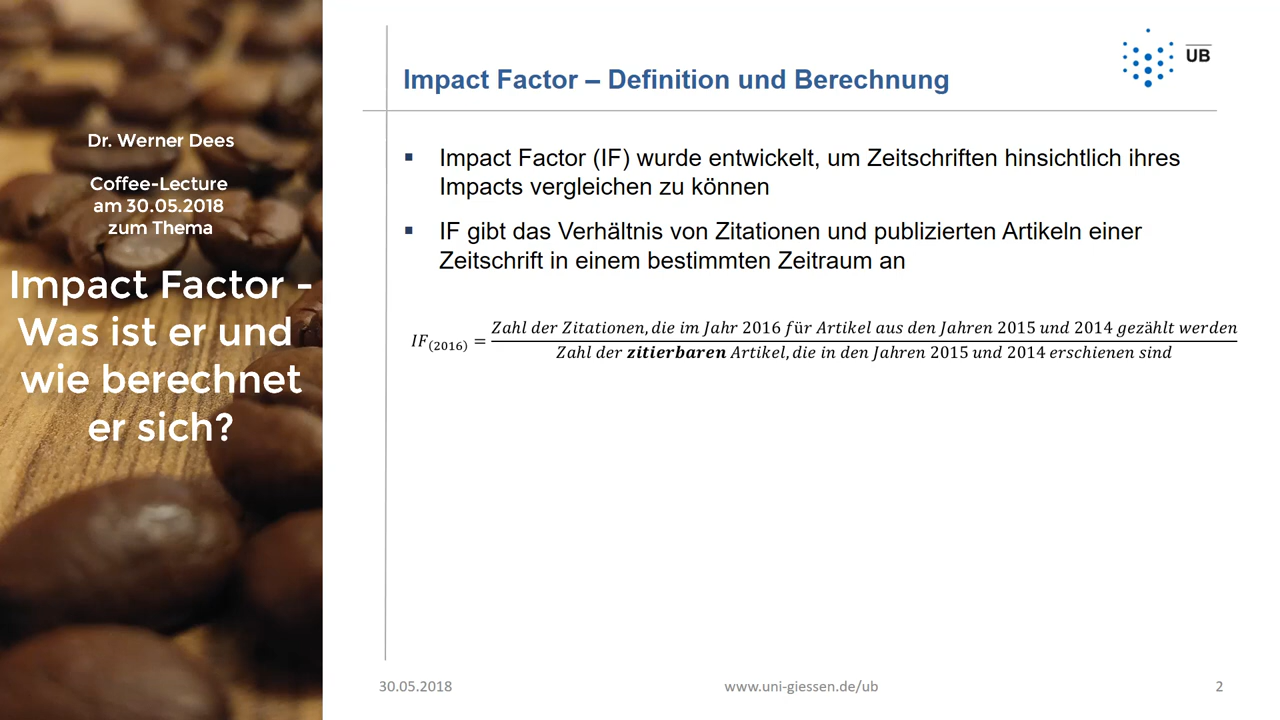 Dr. Werner Dees
Coffee-Lecture
am 30.05.2018
zum Thema
Impact Factor -
Was ist er und
wie berechnet
er sich?
UB
Impact Factor – Definition und Berechnung
Impact Factor (IF) wurde entwickelt, um Zeitschriften hinsichtlich ihres
Impacts vergleichen zu können
IF gibt das Verhältnis von Zitationen und publizierten Artikeln einer
Zeitschrift in einem bestimmten Zeitraum an
Zahl der Zitationen, die im Jahr 2016 für Artikel aus den Jahren 2015 und 2014 gezählt werden
IF(2016) =
Zahl der zitierbaren Artikel, die in den Jahren 2015 und 2014 erschienen sind
30.05.2018
www.uni-giessen.de/ub
2